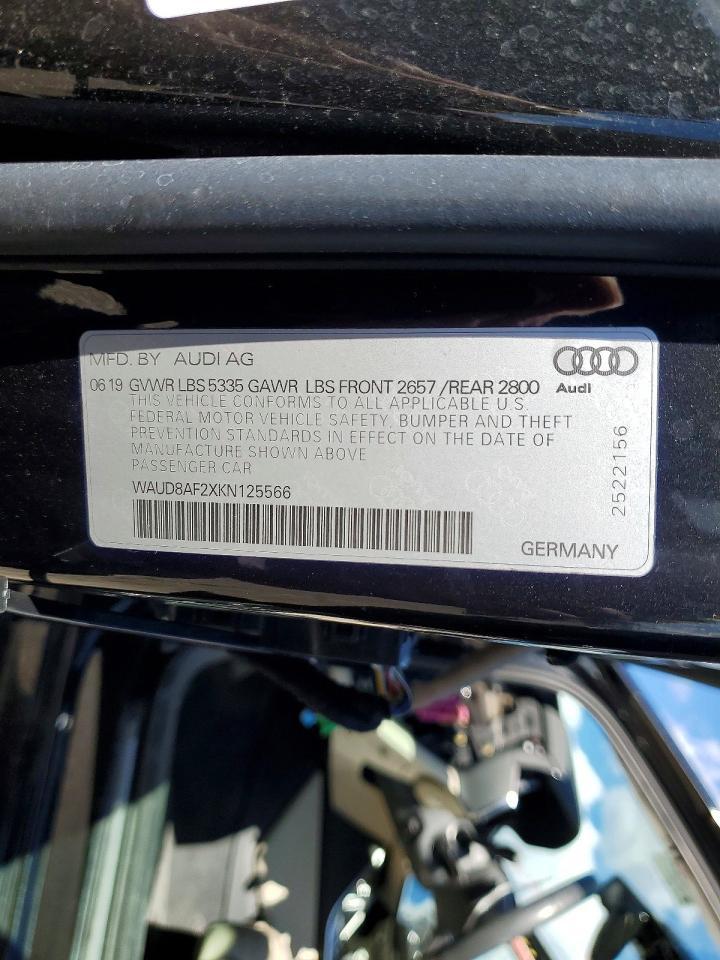 MFD. BY AUDI AG
06 19 GVWR LBS 5335 GAWR LBS FRONT 2657 /REAR 2800
Audi
THIS VEHICLE CONFORMS TO ALL APPLICABLE U.S.
FEDERAL MOTOR VEHICLE SAFETY, BUMPER AND THEFT
PREVENTION STANDARDS IN EFFECT ON THE DATE OF
MANUFACTURE SHOWN ABOVE
PASSENGER CAR
WAUD8AF2XKN125566
2522156
GERMANY